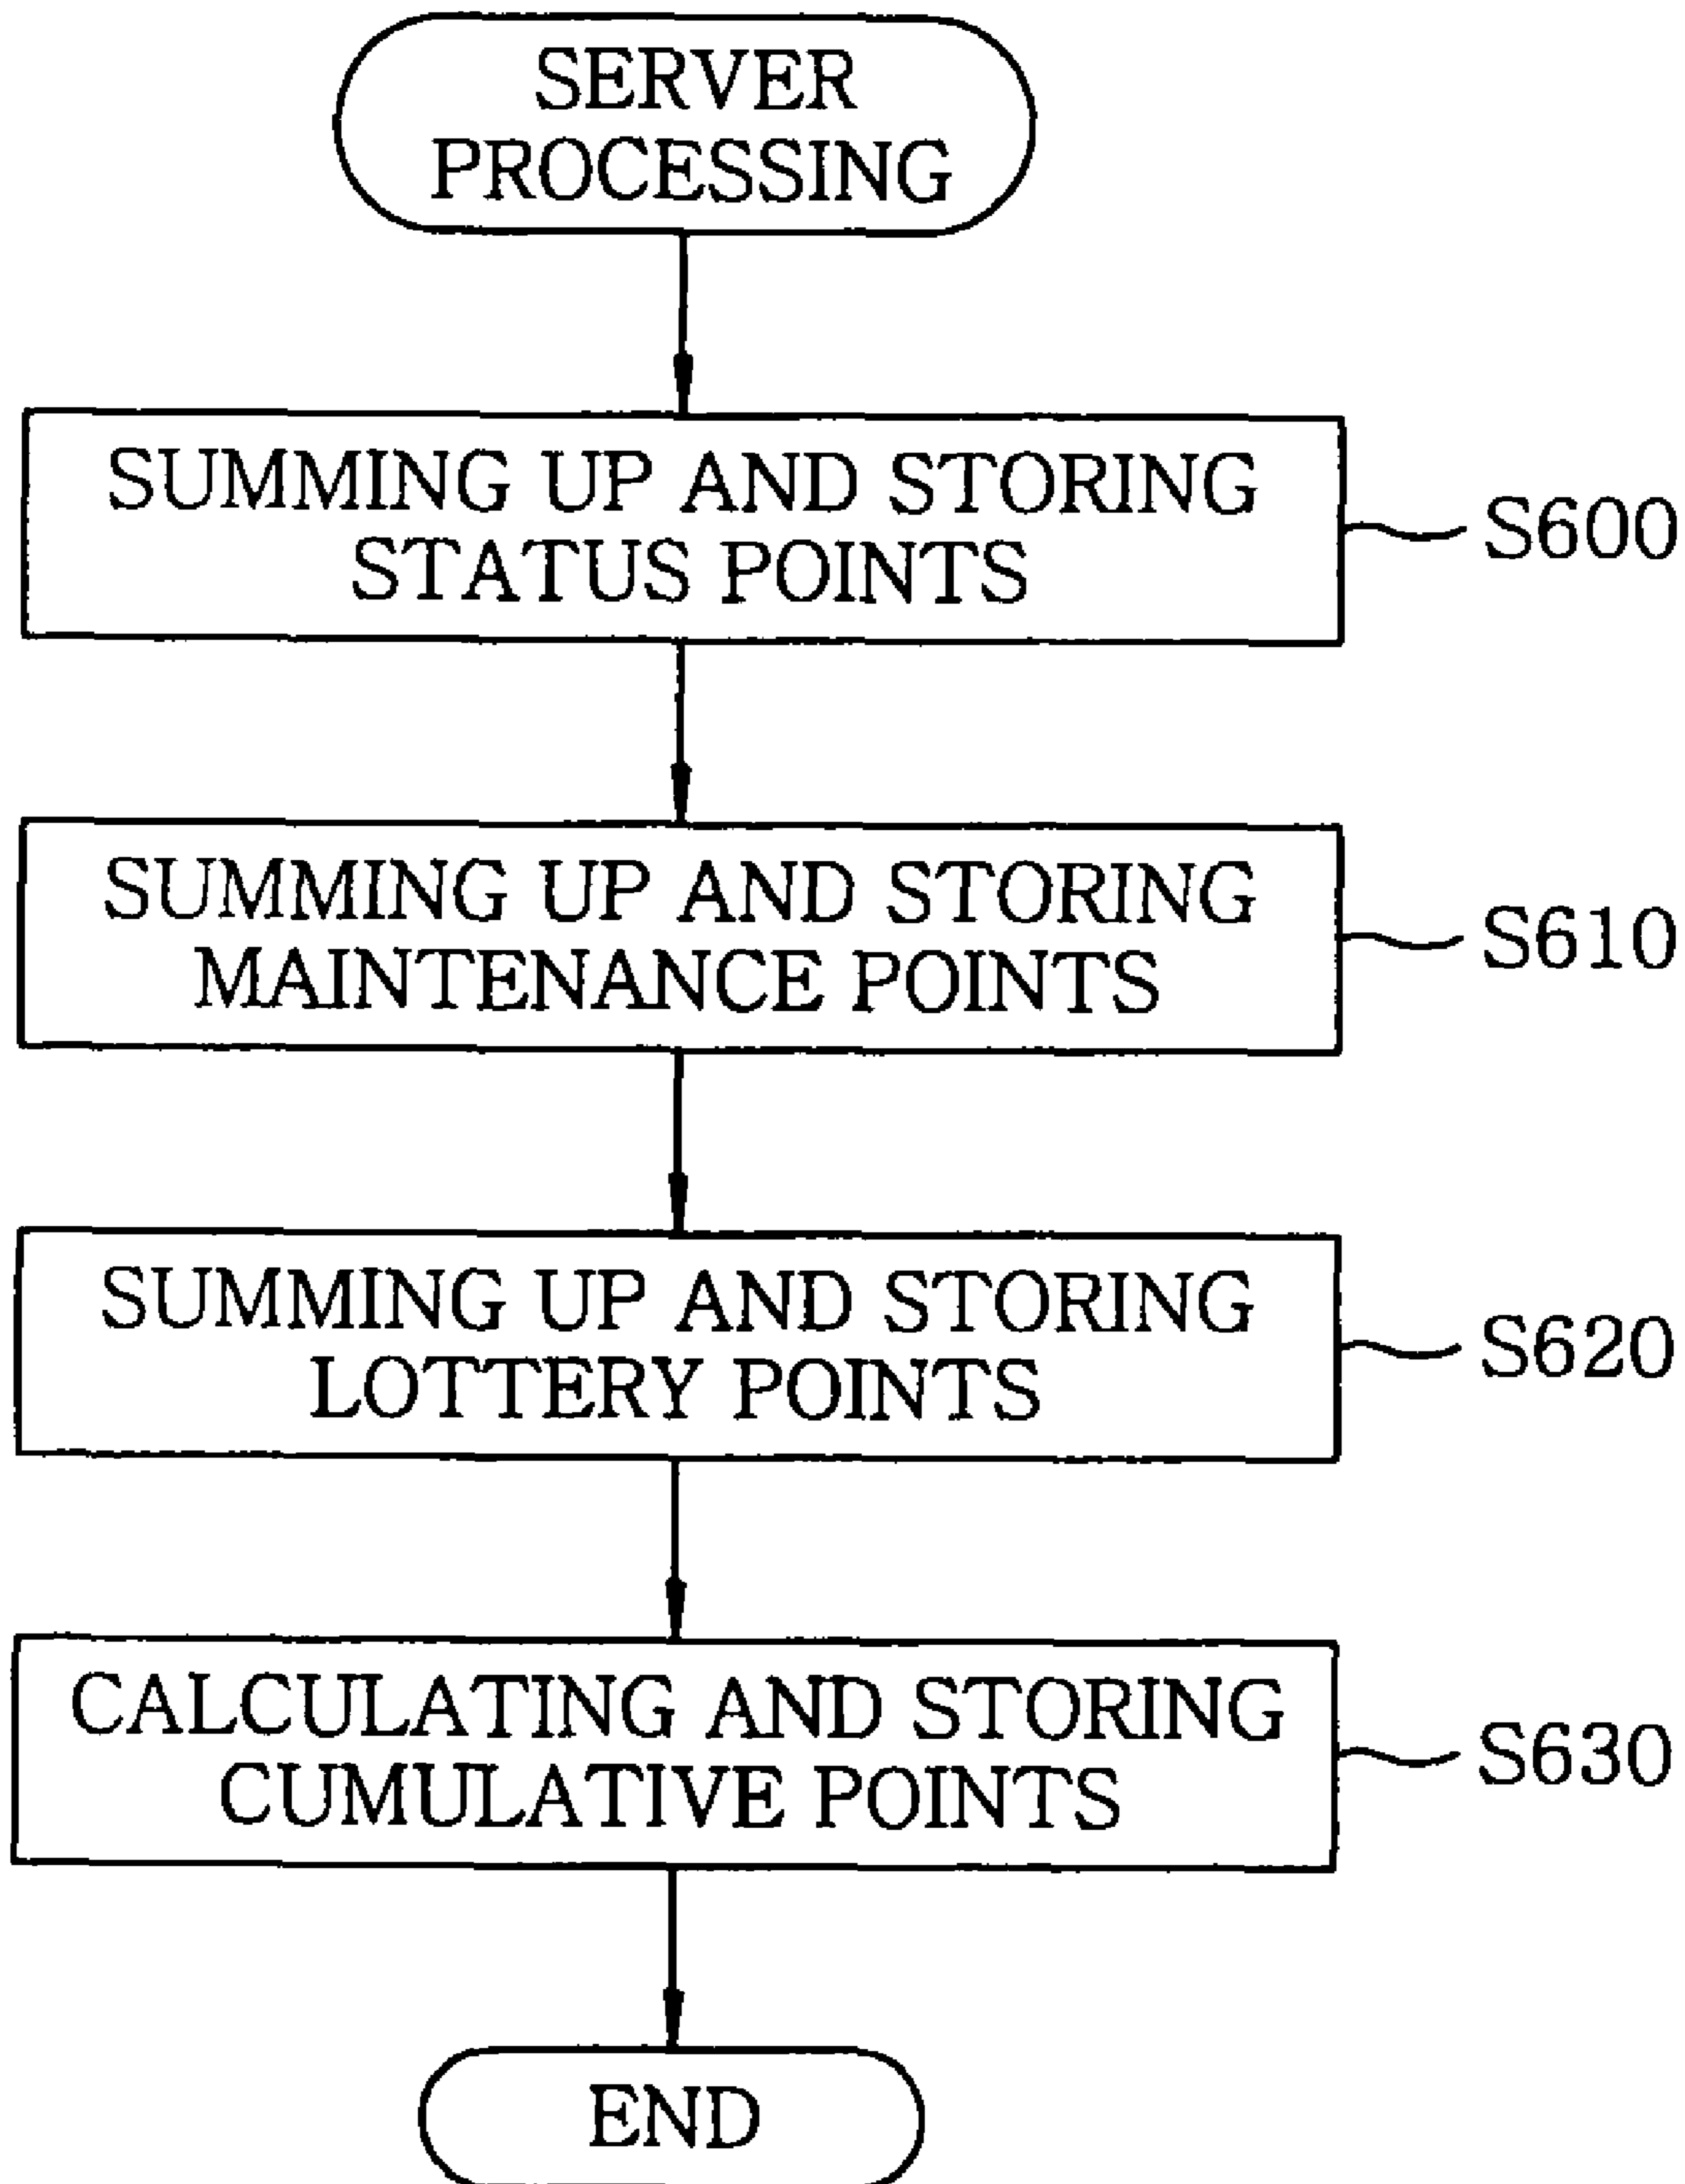 SERVER
PROCESSING
SUMMING UP AND STORING
STATUS POINTS
S600
SUMMING UP AND STORING
MAINTENANCE POINTS
S610
SUMMING UP AND STORING
LOTTERY POINTS
S620
CALCULATING AND STORING
CUMULATIVE POINTS
S630
END